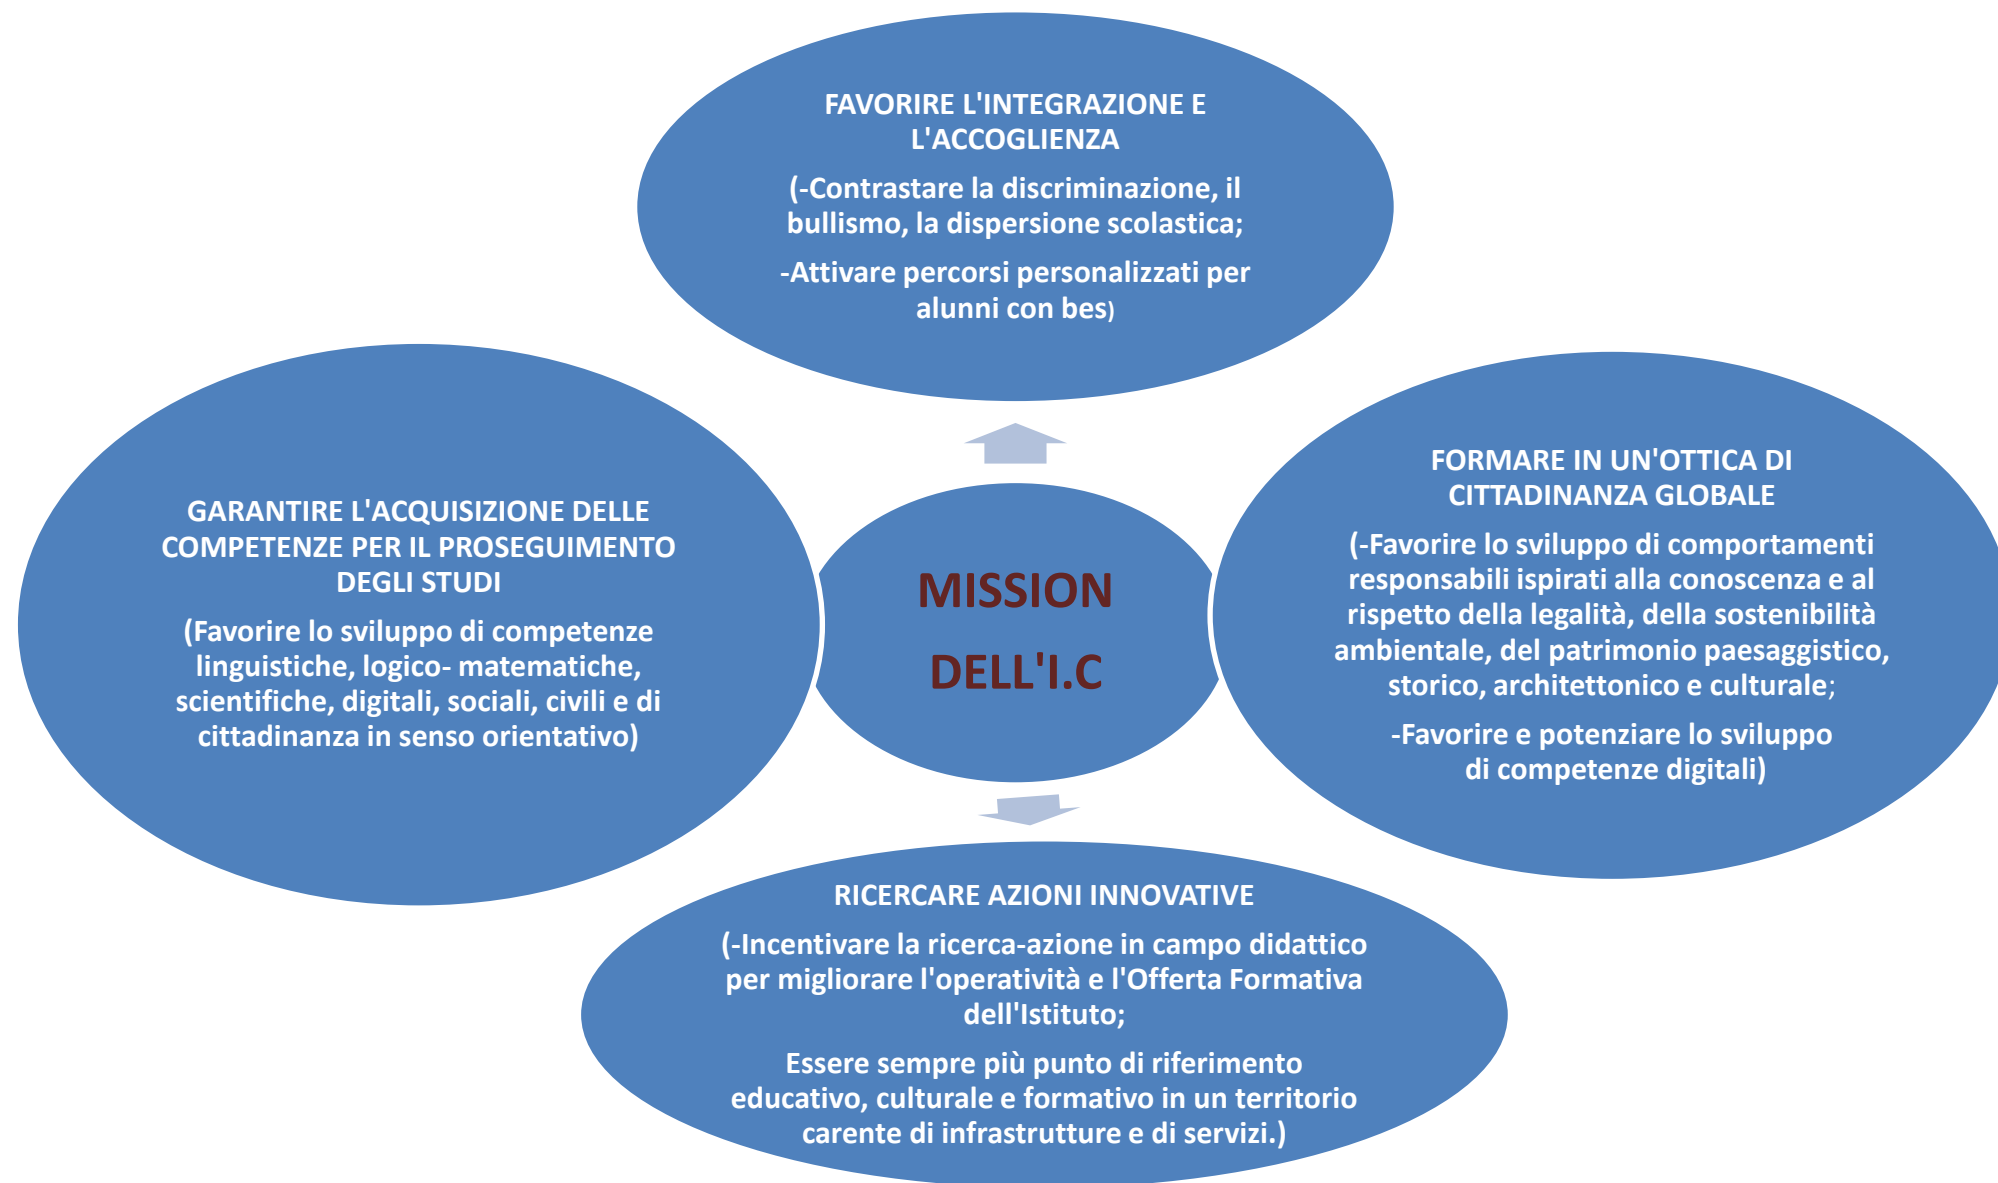 FAVORIRE L'INTEGRAZIONE E
L'ACCOGLIENZA
(-Contrastare la discriminazione, il
bullismo, la dispersione scolastica;
-Attivare percorsi personalizzati per
alunni con bes)
GARANTIRE L'ACQUISIZIONE DELLE
COMPETENZE PER IL PROSEGUIMENTO
DEGLI STUDI
(Favorire lo sviluppo di competenze
linguistiche, logico- matematiche,
scientifiche, digitali, sociali, civili e di
cittadinanza in senso orientativo)
MISSION
DELL'I.C
FORMARE IN UN'OTTICA DI
CITTADINANZA GLOBALE
(-Favorire lo sviluppo di comportamenti
responsabili ispirati alla conoscenza e al
rispetto della legalità, della sostenibilità
ambientale, del patrimonio paesaggistico,
storico, architettonico e culturale;
-Favorire e potenziare lo sviluppo
di competenze digitali)
RICERCARE AZIONI INNOVATIVE
(-Incentivare la ricerca-azione in campo didattico
per migliorare l'operatività e l'Offerta Formativa
dell'Istituto;
Essere sempre più punto di riferimento
educativo, culturale e formativo in un territorio
carente di infrastrutture e di servizi.)